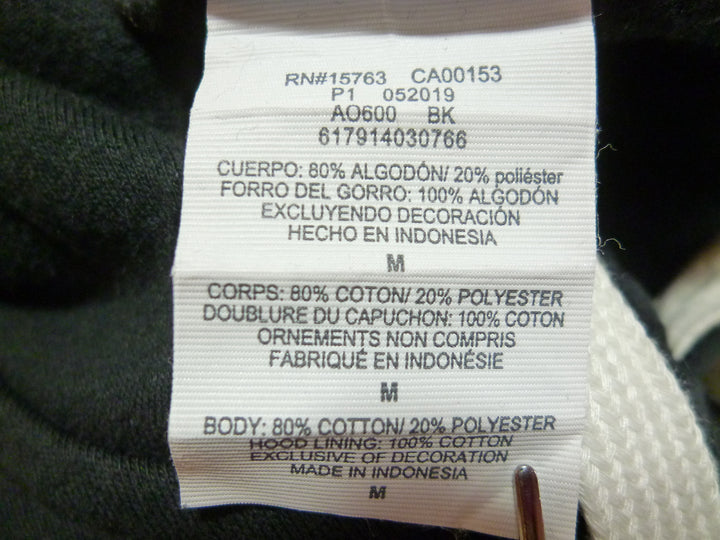 RN#15763 CA00153
P1 052019
AO600 BK
617914030766
CUERPO: 80% ALGODÓN/ 20% poliéster
FORRO DEL GORRO: 100% ALGODÓN
EXCLUYENDO DECORACIÓN
HECHO EN INDONESIA
M
CORPS: 80% COTON/ 20% POLYESTER
DOUBLURE DU CAPUCHON: 100% COTON
ORNEMENTS NON COMPRIS
FABRIQUÉ EN INDONÉSIE
M
BODY: 80% COTTON/ 20% POLYESTER
HOOD LINING: 100% COTTON
EXCLUSIVE OF DECORATION
MADE IN INDONESIA
M